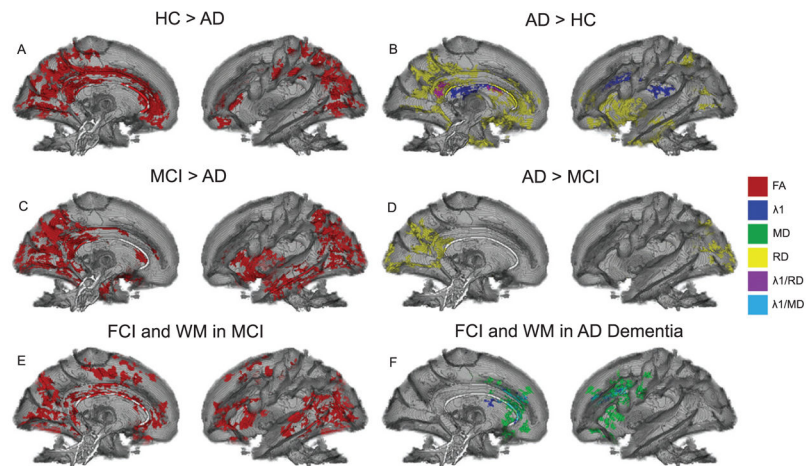 HC > AD
AD > HC
A
B
MCI > AD
AD > MCI
C
D
FA
λ1
MD
RD
λ1/RD
λ1/MD
FCI and WM in MCI
FCI and WM in AD Dementia
E
F